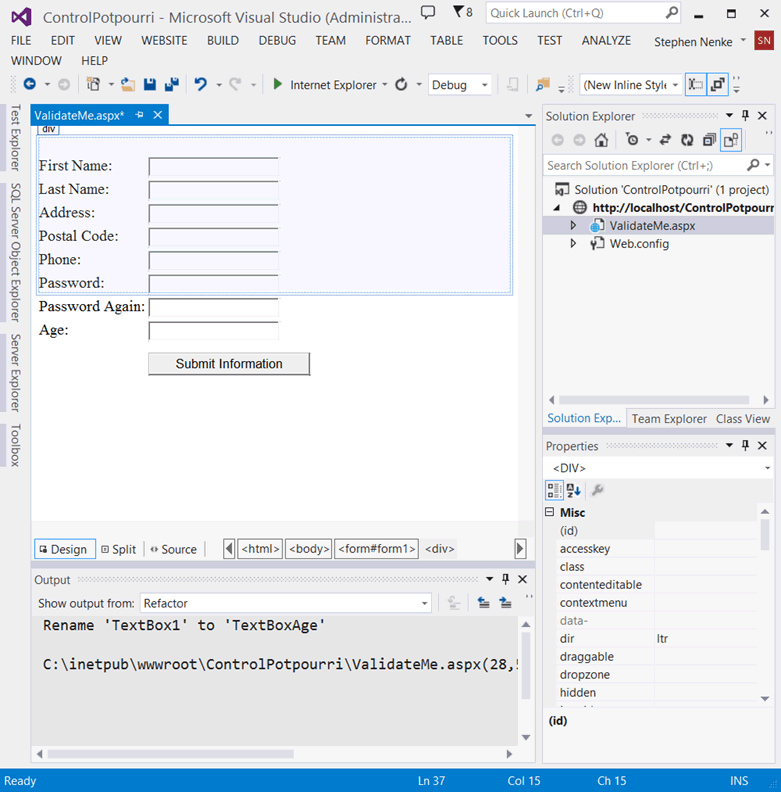 ControlPotpourri - Microsoft Visual Studio (Administra...
8
Quick Launch (Ctrl+Q)
FILE EDIT VIEW WEBSITE BUILD DEBUG TEAM FORMAT TABLE TOOLS TEST ANALYZE Stephen Nenke SN
WINDOW HELP
Internet Explorer Debug (New Inline Style
Test Explorer
SQL Server Object Explorer
Server Explorer
Toolbox
ValidateMe.aspx*
div
First Name:
Last Name:
Address:
Postal Code:
Phone:
Password:
Password Again:
Age:
Submit Information
Design Split Source <html> <body> <form#form1> <div>
Output
Show output from: Refactor
Rename 'TextBox1' to 'TextBoxAge'
C:\inetpub\wwwroot\ControlPotpourri\ValidateMe.aspx(28,
Solution Explorer
Search Solution Explorer (Ctrl+;)
Solution 'ControlPotpourri' (1 project)
http://localhost/ControlPotpourr
ValidateMe.aspx
Web.config
Solution Exp... Team Explorer Class View
Properties
<DIV>
Misc
(id)
accesskey
class
contenteditable
contextmenu
data-
dir ltr
draggable
dropzone
hidden
(id)
Ready Ln 37 Col 15 Ch 15 INS